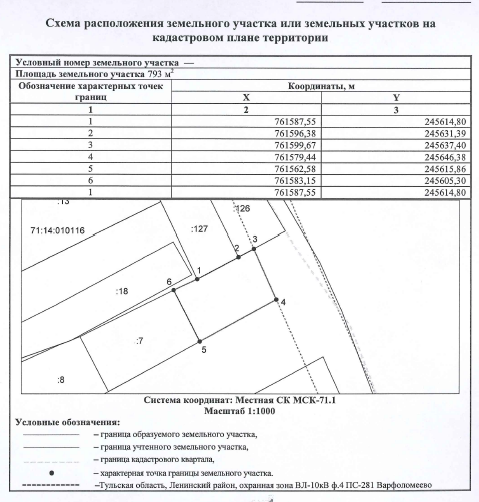 Схема расположения земельного участка или земельных участков на
кадастровом плане территории
Условный номер земельного участка —
Площадь земельного участка 793 м²
Обозначение характерных точек границ
Координаты, м
X Y
1 2 3
1 761587,55 245614,80
2 761596,38 245631,39
3 761599,67 245637,40
4 761579,44 245646,38
5 761562,58 245615,86
6 761583,15 245605,30
1 761587,55 245614,80
:13
:126
71:14:010116
:127
3
2
1
6
:18
4
:7
5
:8
Система координат: Местная СК МСК-71.1
Масштаб 1:1000
Условные обозначения:
– граница образуемого земельного участка,
– граница учтенного земельного участка,
– граница кадастрового квартала,
– характерная точка границы земельного участка.
–Тульская область, Ленинский район, охранная зона ВЛ-10кВ ф.4 ПС-281 Варфоломеево